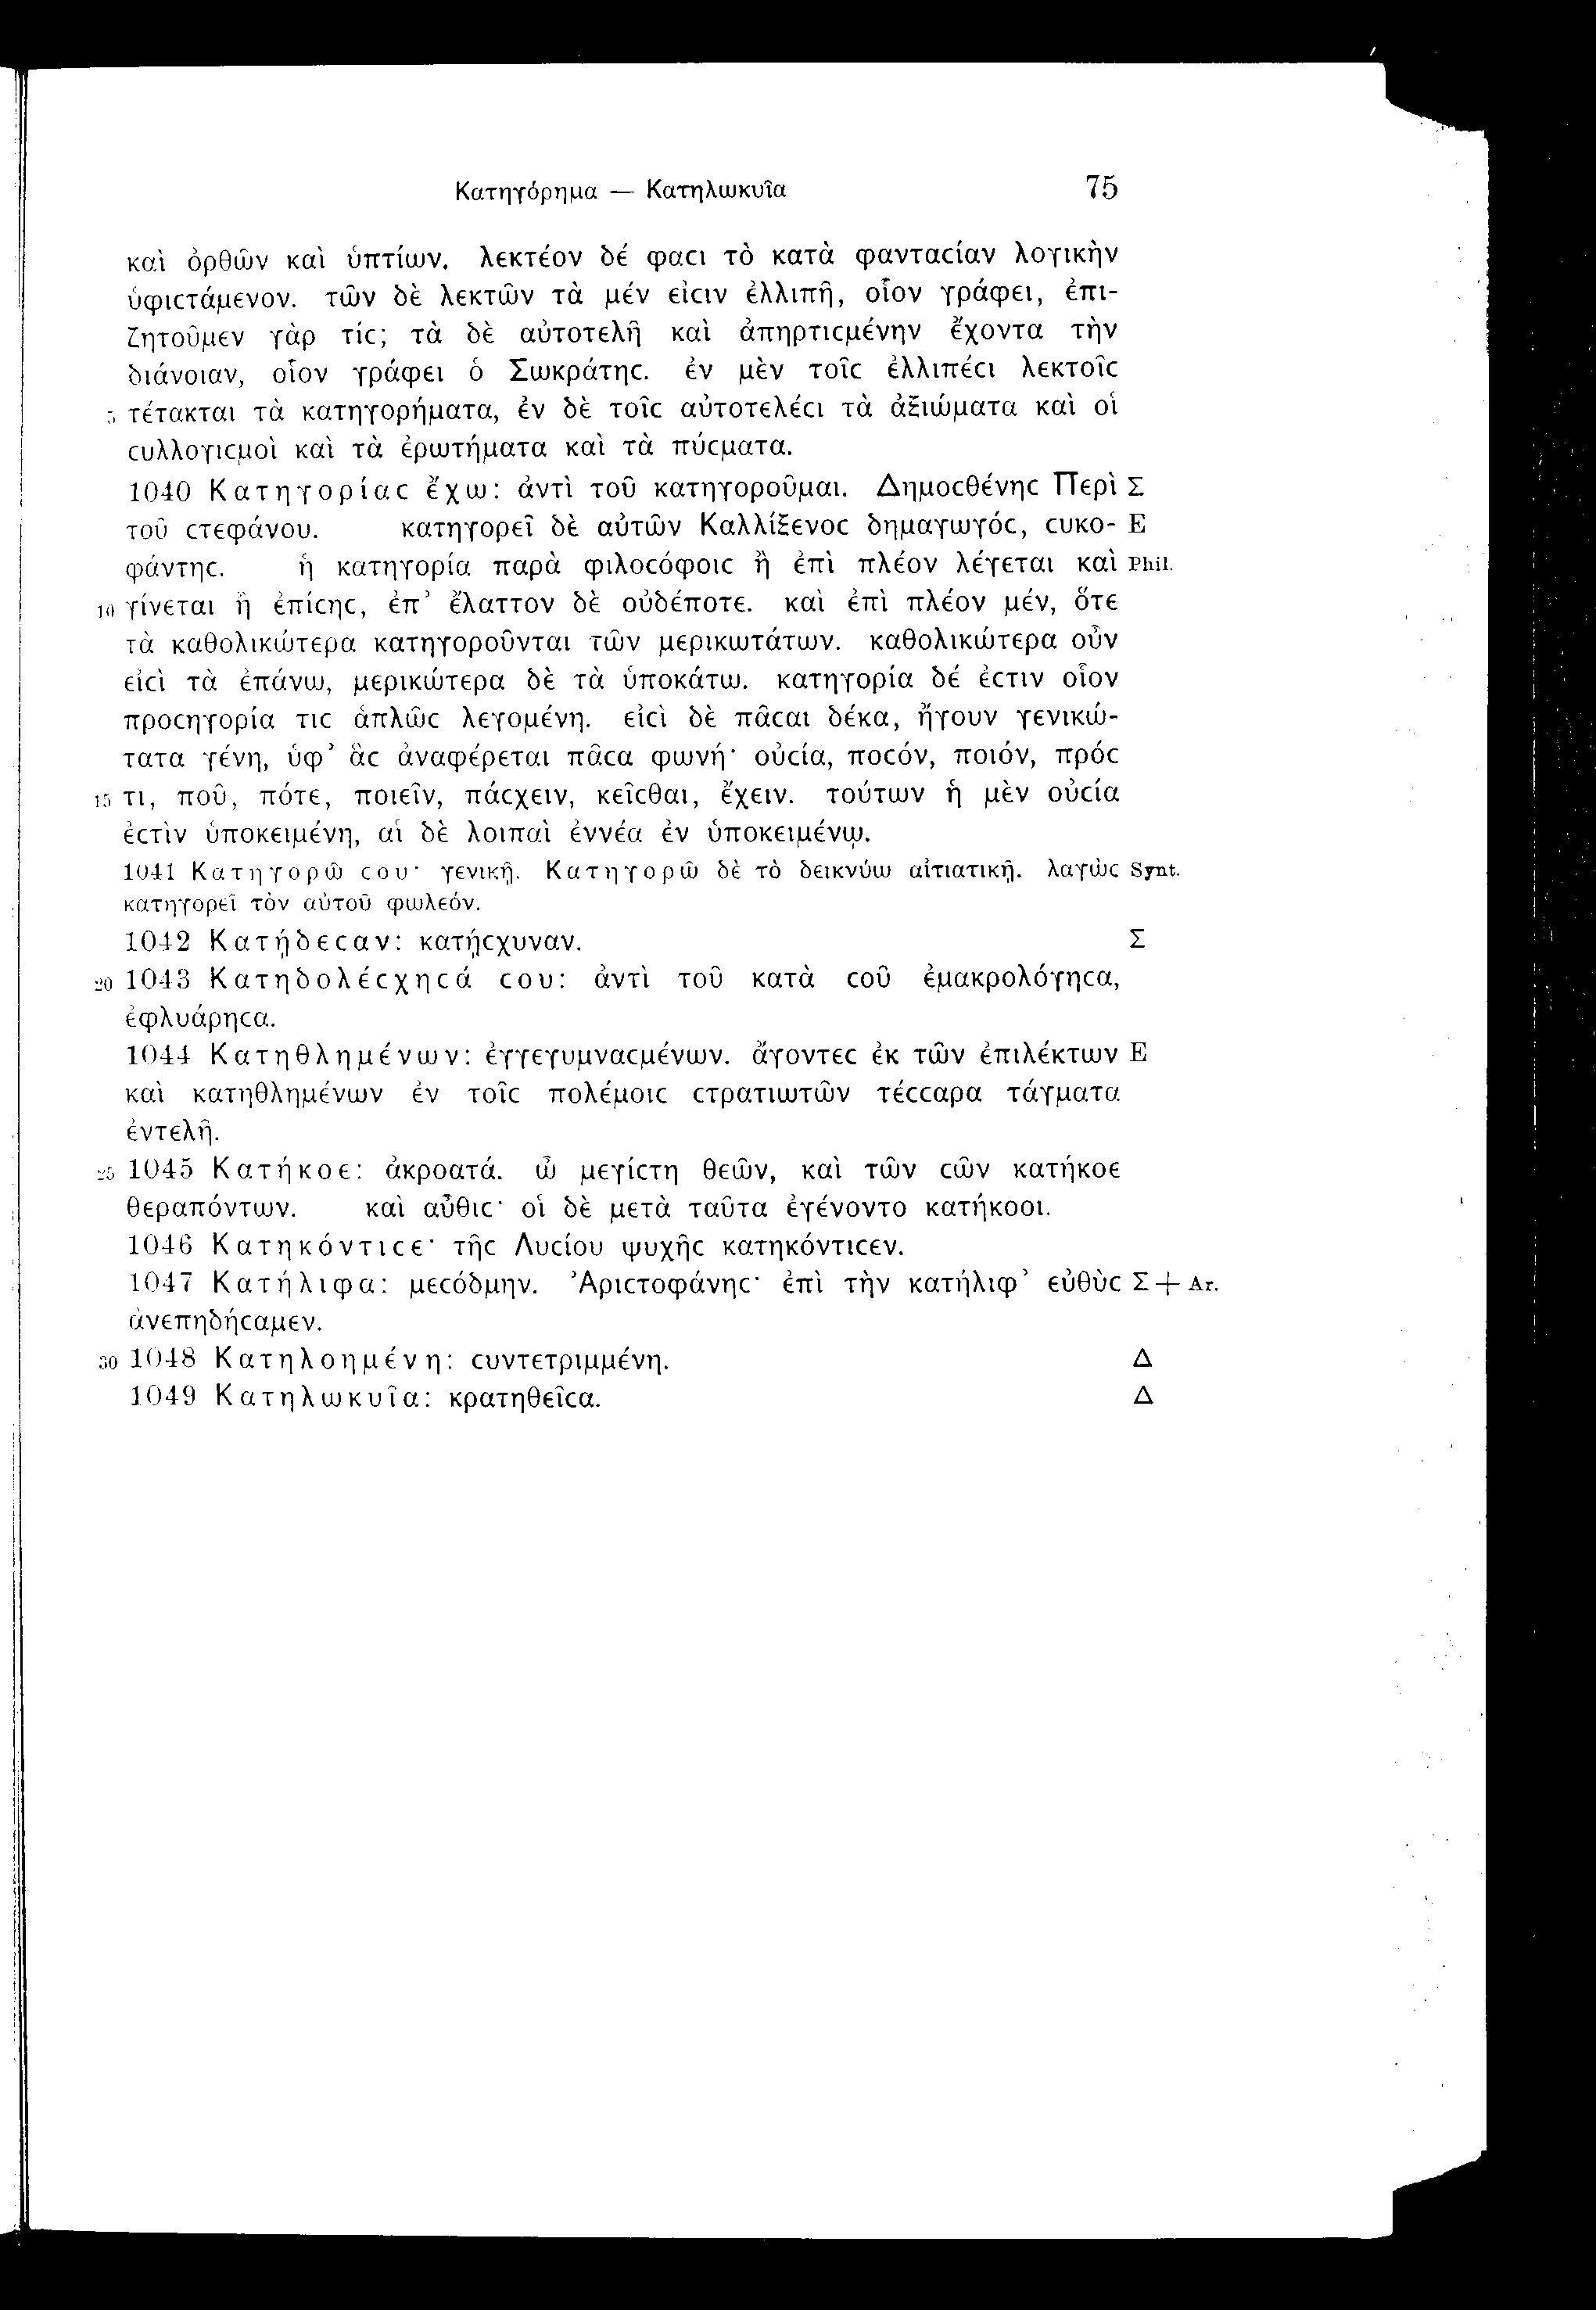 Κατηγόρημα — Κατηλωκυῖα 75
καὶ ὀρθῶν καὶ ὑπτίων. λεκτέον δέ φαϲι τὸ κατὰ φανταϲίαν λογικὴν
ὑφιϲτάμενον. τῶν δὲ λεκτῶν τὰ μέν εἰϲιν ἐλλιπῆ, οἷον γράφει, ἐπι-
ζητοῦμεν γὰρ τίϲ; τὰ δὲ αὐτοτελῆ καὶ ἀπηρτιϲμένην ἔχοντα τὴν
διάνοιαν, οἷον γράφει ὁ Σωκράτηϲ. ἐν μὲν τοῖϲ ἐλλιπέϲι λεκτοῖϲ
5 τέτακται τὰ κατηγορήματα, ἐν δὲ τοῖϲ αὐτοτελέϲι τὰ ἀξιώματα καὶ οἱ
ϲυλλογιϲμοὶ καὶ τὰ ἐρωτήματα καὶ τὰ πύϲματα.
1040 Κατηγορίαϲ ἔχω: ἀντὶ τοῦ κατηγοροῦμαι. Δημοϲθένηϲ Περὶ Σ
τοῦ ϲτεφάνου. κατηγορεῖ δὲ αὐτῶν Καλλίξενοϲ δημαγωγόϲ, ϲυκο- E
φάντηϲ. ἡ κατηγορία παρὰ φιλοϲόφοιϲ ἢ ἐπὶ πλέον λέγεται καὶ Phil.
10 γίνεται ἢ ἐπίϲηϲ, ἐπ’ ἔλαττον δὲ οὐδέποτε. καὶ ἐπὶ πλέον μέν, ὅτε
τὰ καθολικώτερα κατηγοροῦνται τῶν μερικωτάτων. καθολικώτερα οὖν
εἰϲὶ τὰ ἐπάνω, μερικώτερα δὲ τὰ ὑποκάτω. κατηγορία δέ ἐϲτιν οἷον
προϲηγορία τιϲ ἁπλῶϲ λεγομένη. εἰϲὶ δὲ πᾶϲαι δέκα, ἤγουν γενικώ-
τατα γένη, ὑφ’ ἃϲ ἀναφέρεται πᾶϲα φωνή· οὐϲία, ποϲόν, ποιόν, πρόϲ
15 τι, ποῦ, πότε, ποιεῖν, πάϲχειν, κεῖϲθαι, ἔχειν. τούτων ἡ μὲν οὐϲία
ἐϲτὶν ὑποκειμένη, αἱ δὲ λοιπαὶ ἐννέα ἐν ὑποκειμένῳ.
1041 Κατηγορῶ ϲου· γενικῇ. Κατηγορῶ δὲ τὸ δεικνύω αἰτιατικῇ. λαγὼϲ Synt.
κατηγορεῖ τὸν αὑτοῦ φωλεόν.
1042 Κατῄδεϲαν: κατῄϲχυναν. Σ
20 1043 Κατηδολέϲχηϲά ϲου: ἀντὶ τοῦ κατὰ ϲοῦ ἐμακρολόγηϲα,
ἐφλυάρηϲα.
1044 Κατηθλημένων: ἐγγεγυμναϲμένων. ἄγοντεϲ ἐκ τῶν ἐπιλέκτων E
καὶ κατηθλημένων ἐν τοῖϲ πολέμοιϲ ϲτρατιωτῶν τέϲϲαρα τάγματα
ἐντελῆ.
25 1045 Κατήκοε: ἀκροατά. ὦ μεγίϲτη θεῶν, καὶ τῶν ϲῶν κατήκοε
θεραπόντων. καὶ αὖθιϲ· οἱ δὲ μετὰ ταῦτα ἐγένοντο κατήκοοι.
1046 Κατηκόντιϲε· τῆϲ Λυϲίου ψυχῆϲ κατηκόντιϲεν.
1047 Κατήλιφα: μεϲόδμην. Ἀριϲτοφάνηϲ· ἐπὶ τὴν κατήλιφ’ εὐθὺϲ Σ + Ar.
ἀνεπηδήϲαμεν.
30 1048 Κατηλοημένη: ϲυντετριμμένη. Δ
1049 Κατηλωκυῖα: κρατηθεῖϲα. Δ